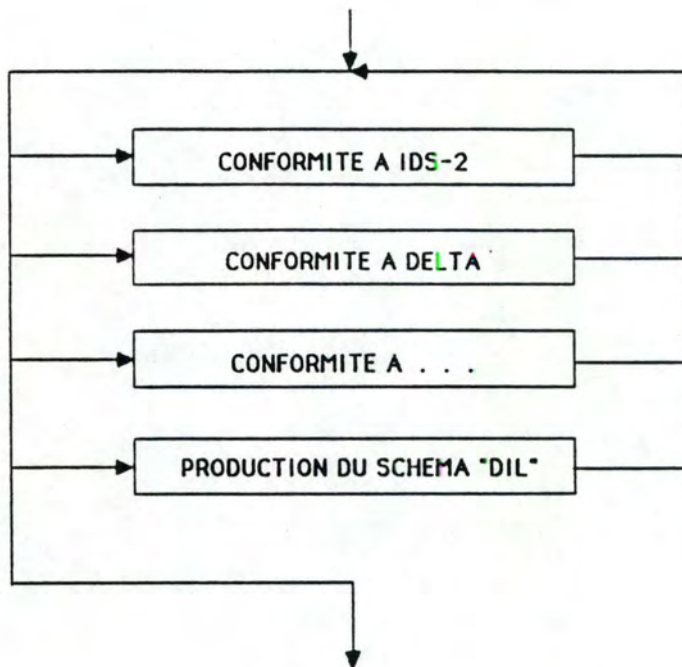 CONFORMITE A IDS-2
CONFORMITE A DELTA
CONFORMITE A . . .
PRODUCTION DU SCHEMA "DIL"